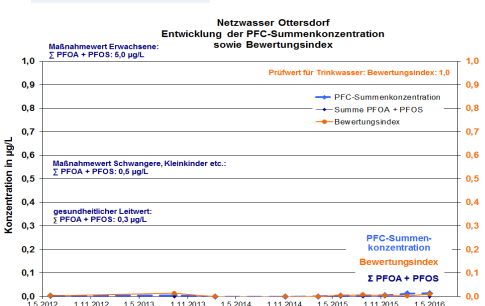 Netzwasser Ottersdorf
Entwicklung der PFC-Summenkonzentration
sowie Bewertungsindex
Maßnahmewert Erwachsene:
∑ PFOA + PFOS: 5,0 µg/L
Prüfwert für Trinkwasser: Bewertungsindex: 1,0
PFC-Summenkonzentration
Summe PFOA + PFOS
Bewertungsindex
Maßnahmewert Schwangere, Kleinkinder etc.:
∑ PFOA + PFOS: 0,5 µg/L
gesundheitlicher Leitwert:
∑ PFOA + PFOS: 0,3 µg/L
PFC-Summen-
konzentration
Bewertungsindex
Σ PFOA + PFOS
Konzentration in µg/L
1,0
0,9
0,8
0,7
0,6
0,5
0,4
0,3
0,2
0,1
0,0
1,0
0,9
0,8
0,7
0,6
0,5
0,4
0,3
0,2
0,1
0,0
1.5.2012 1.11.2012 1.5.2013 1.11.2013 1.5.2014 1.11.2014 1.5.2015 1.11.2015 1.5.2016